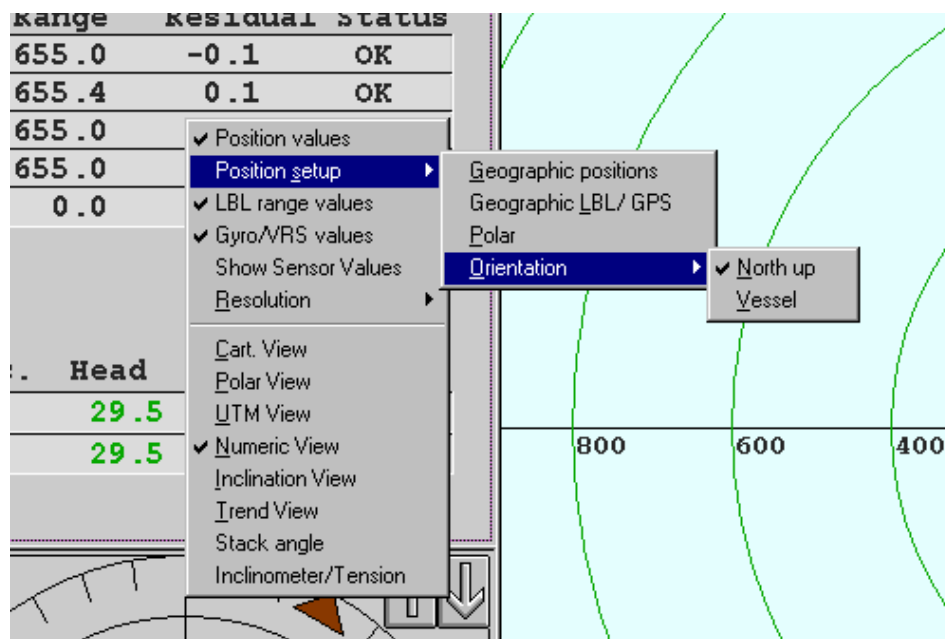 Range Residual Status
655.0 -0.1 OK
655.4 0.1 OK
655.0
655.0
0.0
Position values
Position setup
LBL range values
Gyro/VRS values
Show Sensor Values
Resolution
Cart. View
Polar View
UTM View
Numeric View
Inclination View
Trend View
Stack angle
Inclinometer/Tension
Geographic positions
Geographic LBL/ GPS
Polar
Orientation
North up
Vessel
Head
29.5
29.5
800 600 400